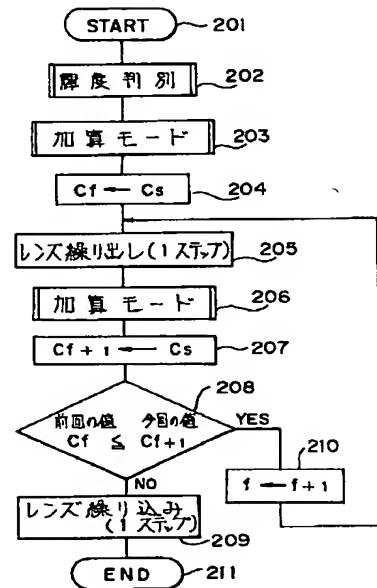 START 201
輝度判別 202
加算モード 203
Cf ← Cs 204
レンズ繰り出し(1ステップ) 205
加算モード 206
Cf+1 ← Cs 207
208
前回の値 今回の値 YES
Cf ≦ Cf+1 210
f ← f+1
NO
レンズ繰り込み
(1ステップ) 209
END 211